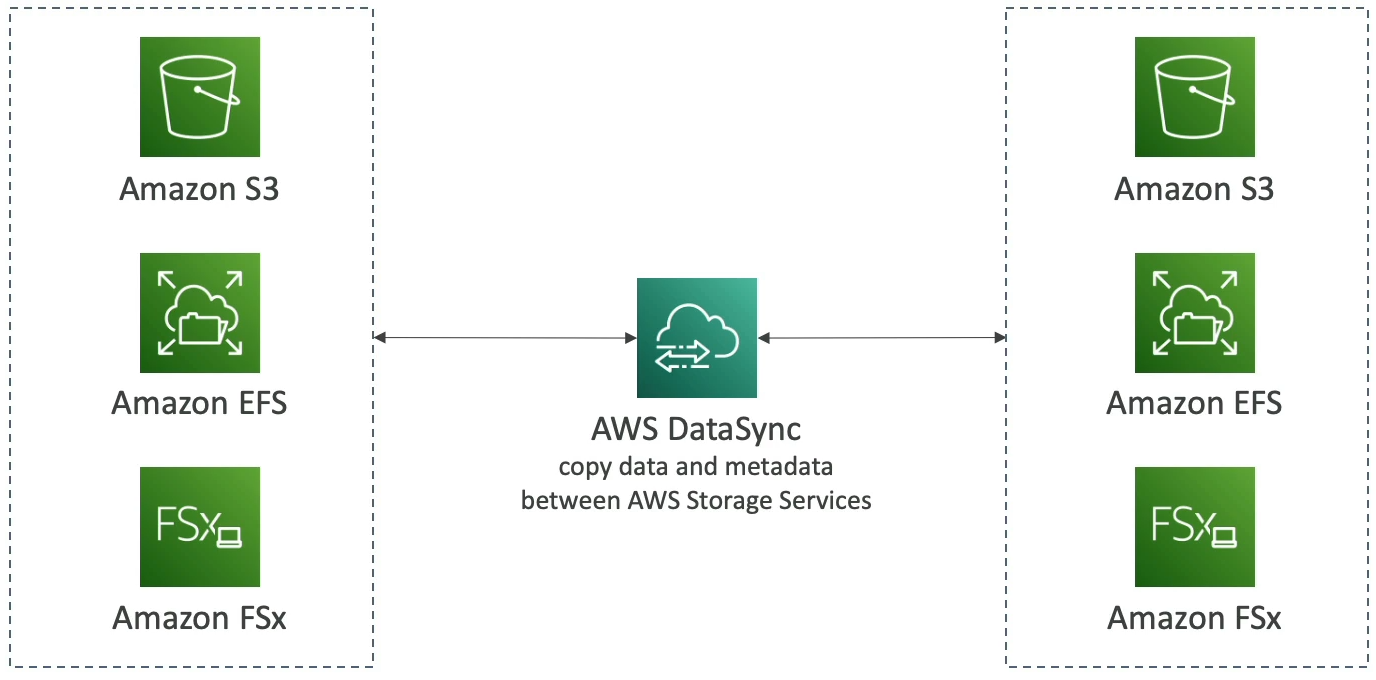 Amazon S3
Amazon EFS
FSx
Amazon FSx
AWS DataSync
copy data and metadata
between AWS Storage Services
Amazon S3
Amazon EFS
FSx
Amazon FSx